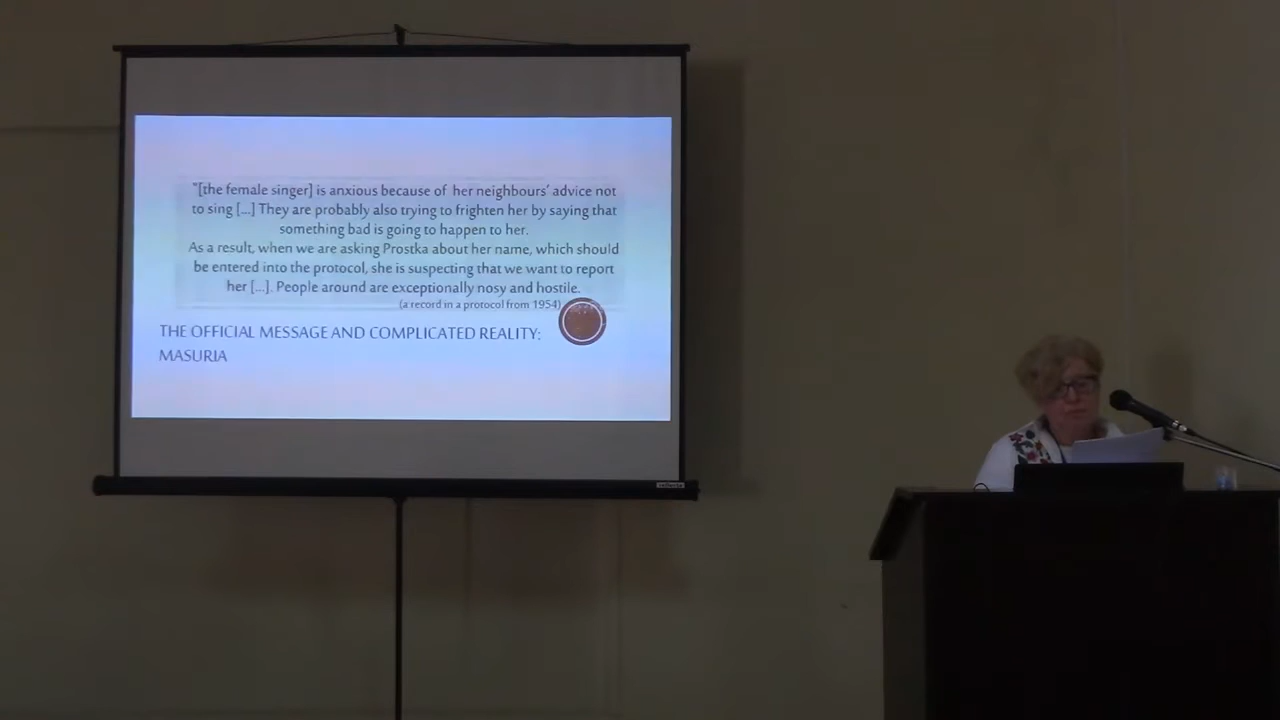 "[the female singer] is anxious because of her neighbours' advice not
to sing [...] They are probably also trying to frighten her by saying that
something bad is going to happen to her.
As a result, when we are asking Prostka about her name, which should
be entered into the protocol, she is suspecting that we want to report
her [...]. People around are exceptionally nosy and hostile.
(a record in a protocol from 1954)
THE OFFICIAL MESSAGE AND COMPLICATED REALITY:
MASURIA
reflecta